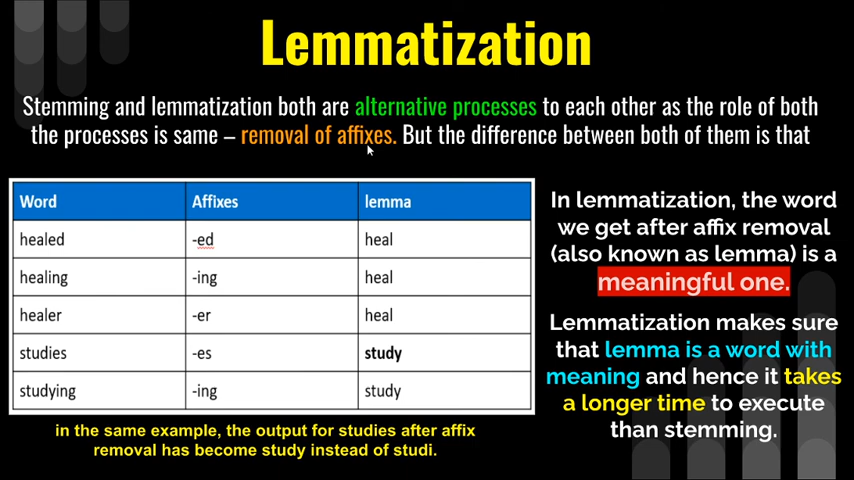 Lemmatization
Stemming and lemmatization both are alternative processes to each other as the role of both
the processes is same – removal of affixes. But the difference between both of them is that
Word Affixes lemma
healed -ed heal
healing -ing heal
healer -er heal
studies -es study
studying -ing study
in the same example, the output for studies after affix
removal has become study instead of studi.
In lemmatization, the word
we get after affix removal
(also known as lemma) is a
meaningful one.
Lemmatization makes sure
that lemma is a word with
meaning and hence it takes
a longer time to execute
than stemming.